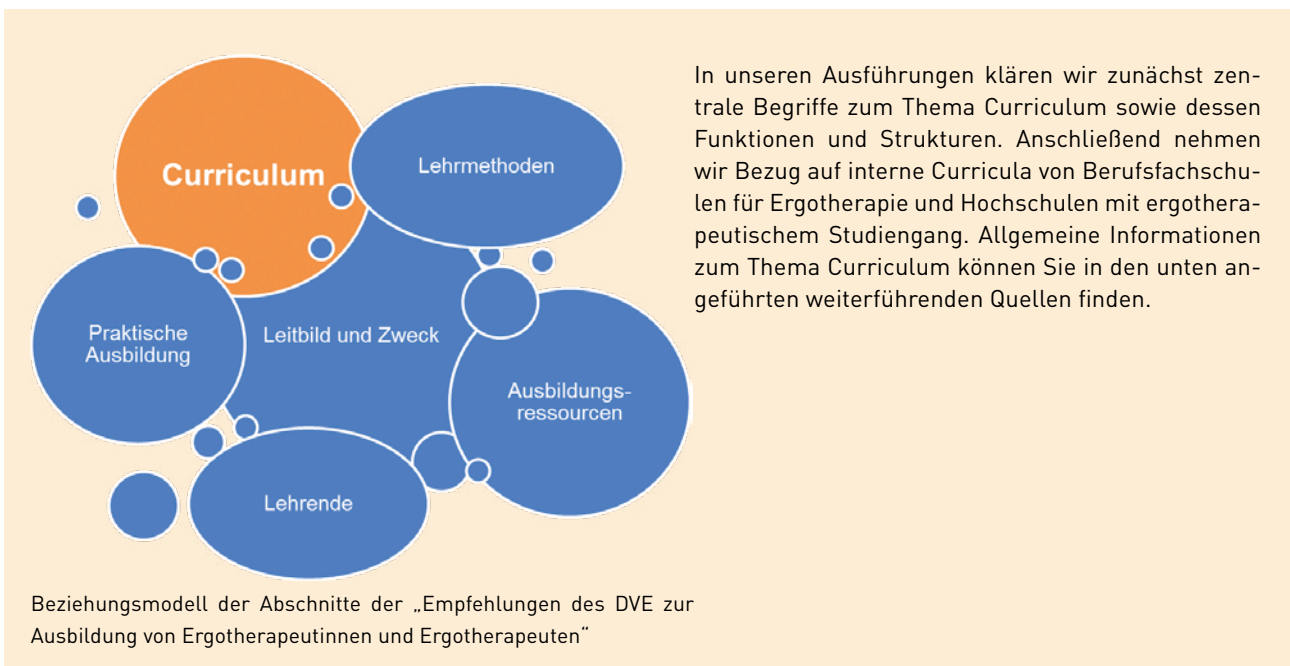 Curriculum
Lehrmethoden
Praktische
Ausbildung
Leitbild und Zweck
Ausbildungs-
ressourcen
Lehrende
Beziehungsmodell der Abschnitte der „Empfehlungen des DVE zur
Ausbildung von Ergotherapeutinnen und Ergotherapeuten“
In unseren Ausführungen klären wir zunächst zen-
trale Begriffe zum Thema Curriculum sowie dessen
Funktionen und Strukturen. Anschließend nehmen
wir Bezug auf interne Curricula von Berufsfachschu-
len für Ergotherapie und Hochschulen mit ergothera-
peutischem Studiengang. Allgemeine Informationen
zum Thema Curriculum können Sie in den unten an-
geführten weiterführenden Quellen finden.